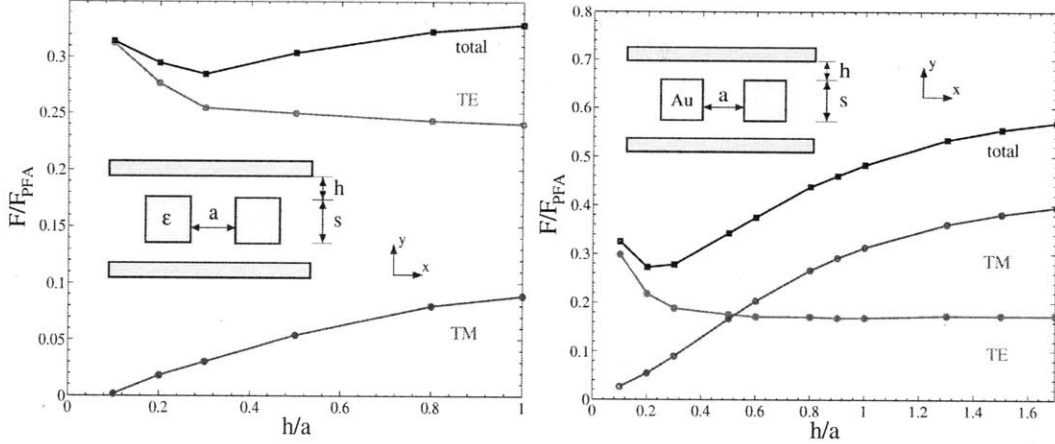 0.3
0.25
0.2
0.15
0.1
0.05
0
F/F_PFA
total
TE
TM
ε
a
h
s
y
x
0 0.2 0.4 0.6 0.8 1
h/a
0.8
0.7
0.6
0.5
0.4
0.3
0.2
0.1
0
F/F_PFA
Au
a
h
s
y
x
total
TM
TE
0 0.2 0.4 0.6 0.8 1 1.2 1.4 1.6
h/a